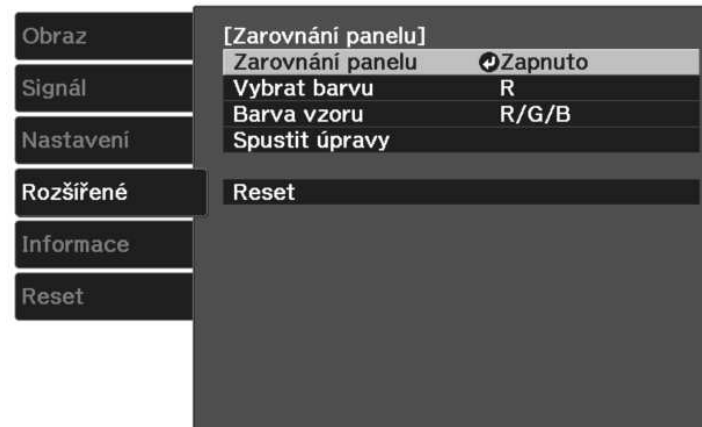 Obraz
Signál
Nastavení
Rozšířené
Informace
Reset
[Zarovnání panelu]
Zarovnání panelu Zapnuto
Vybrat barvu R
Barva vzoru R/G/B
Spustit úpravy
Reset